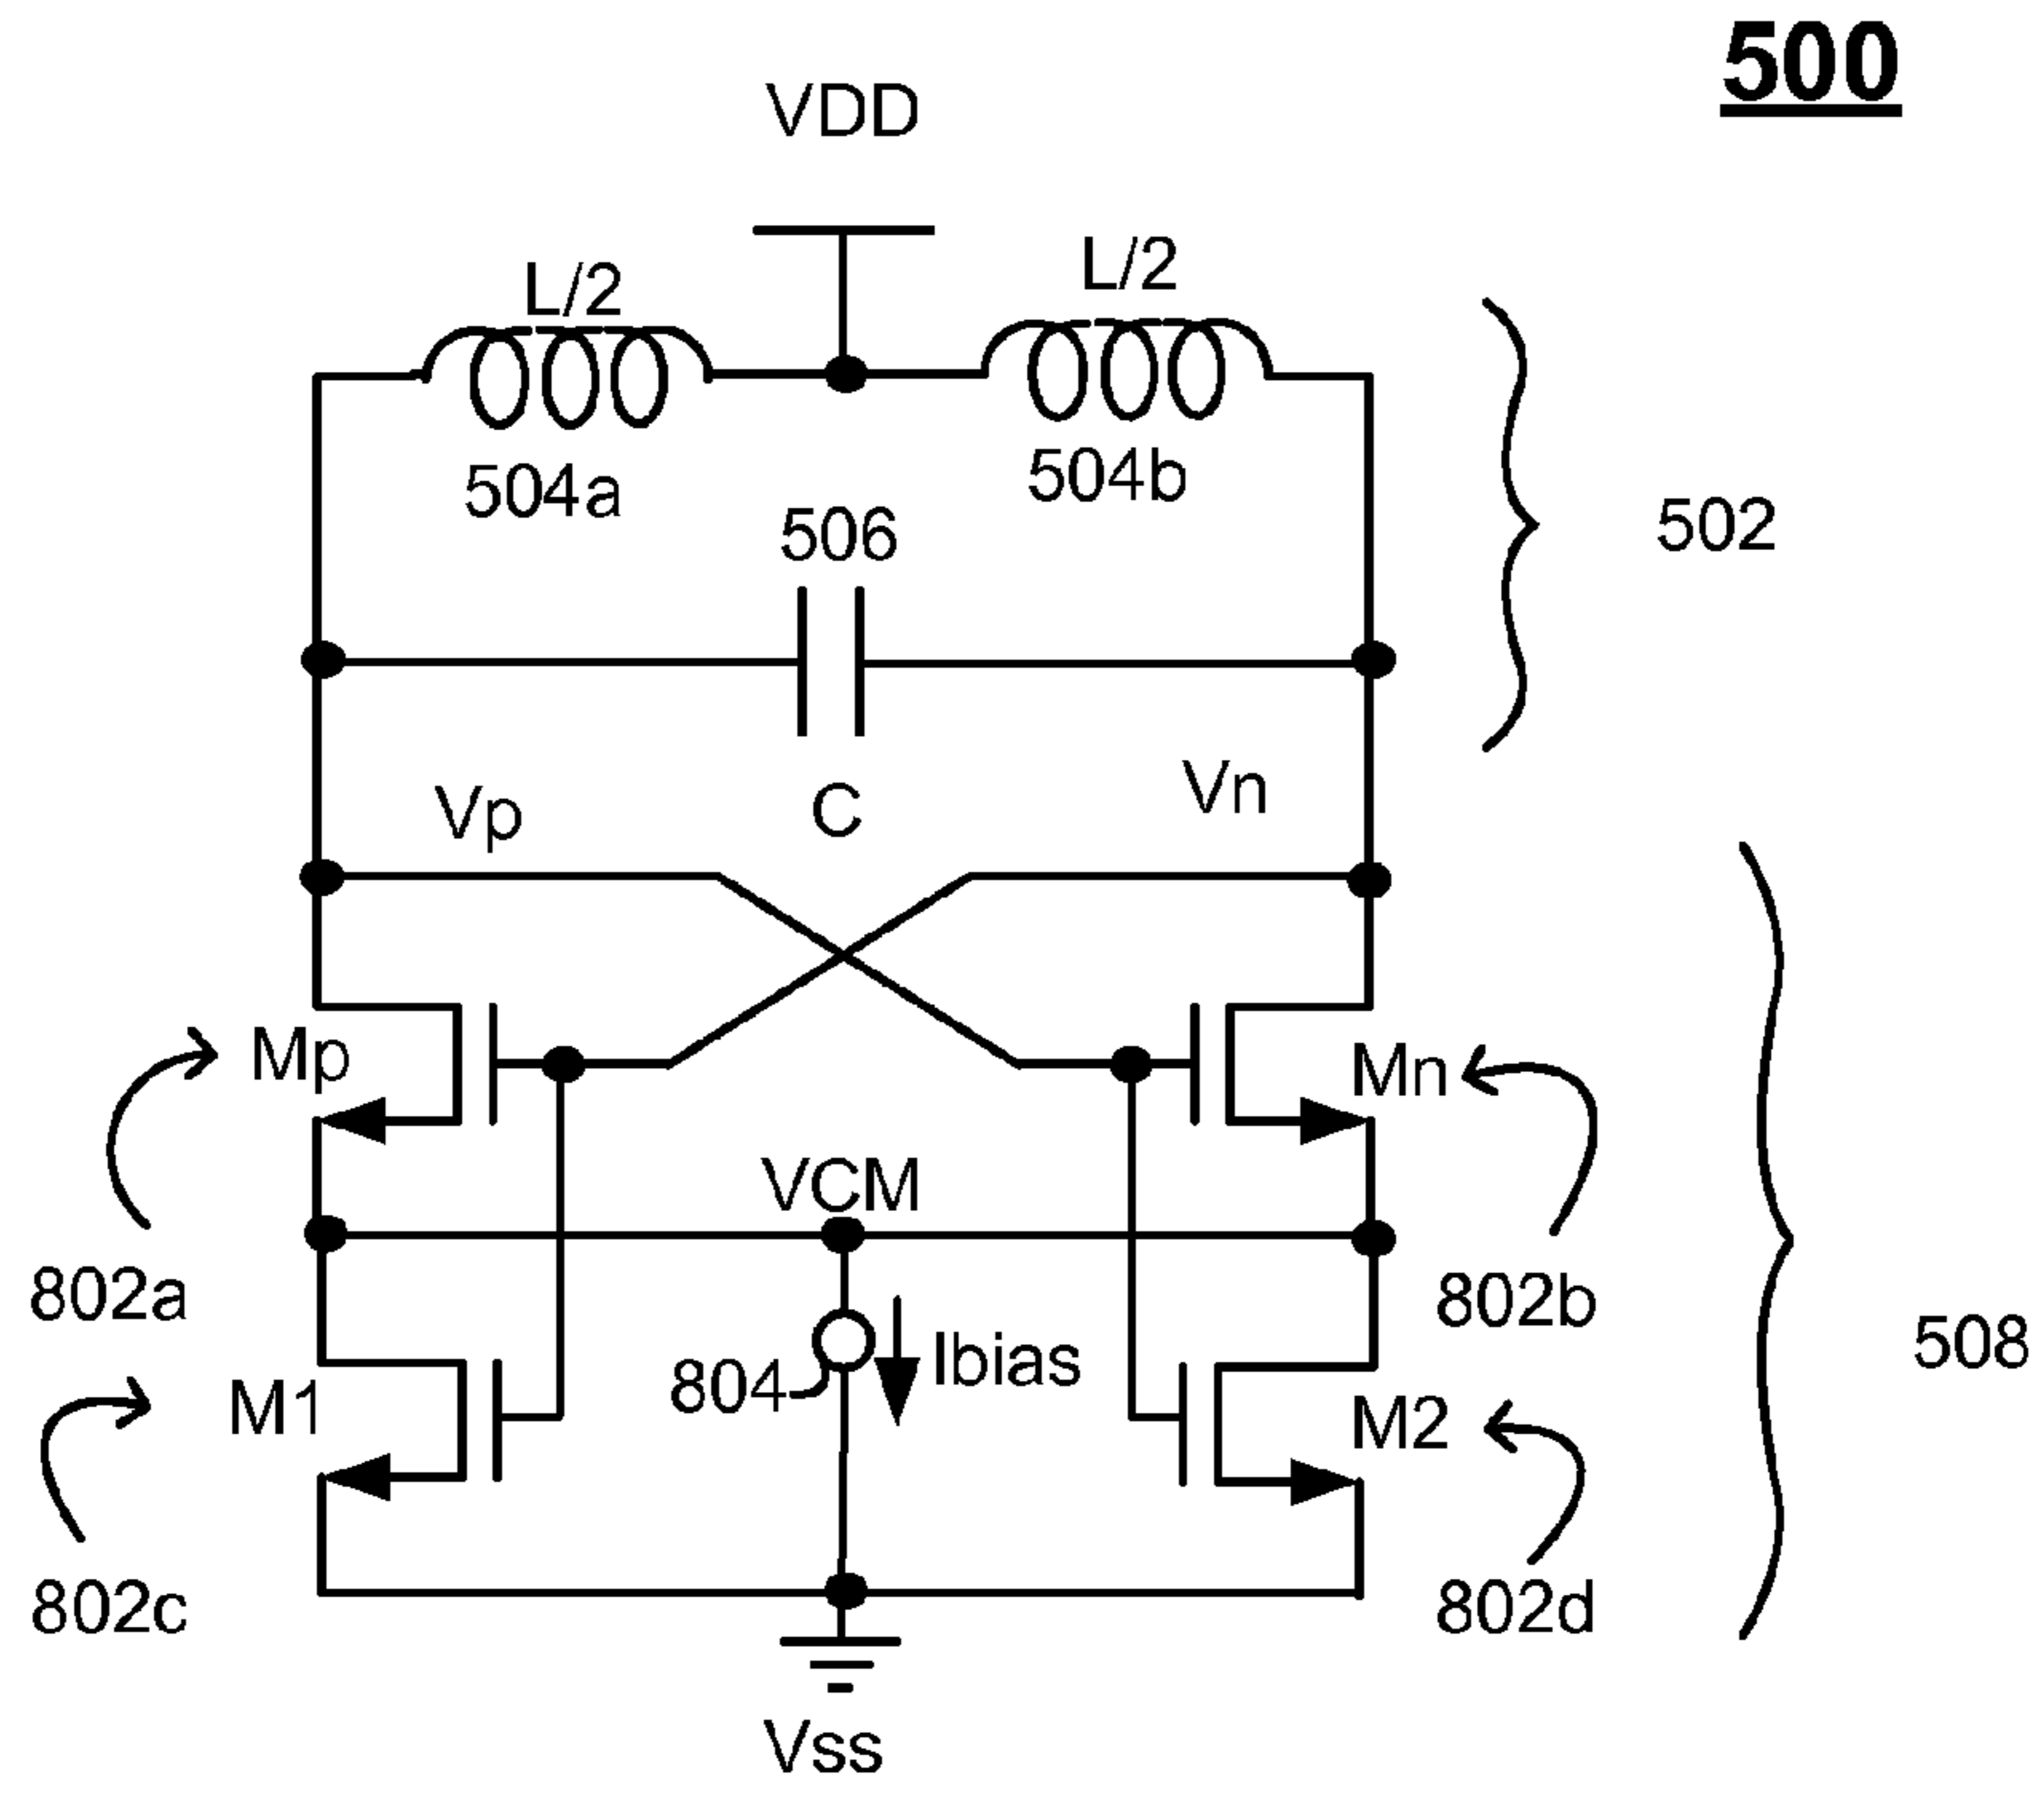 500
VDD
L/2
L/2
504a
504b
506
502
C
Vp
Vn
Mp
Mn
VCM
802a
802b
804
Ibias
508
M1
M2
802c
802d
Vss